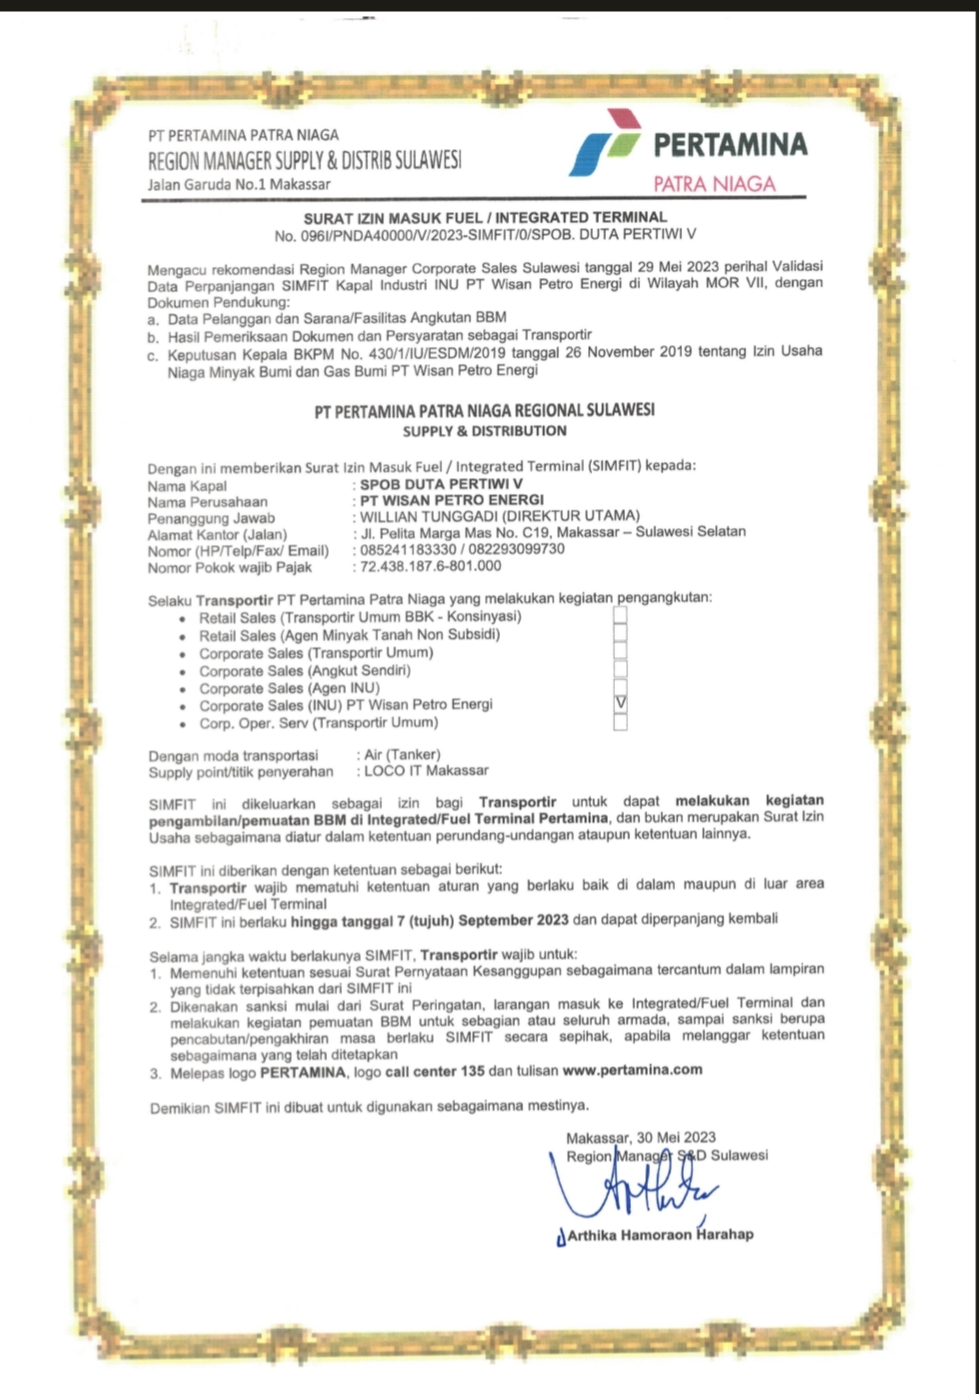 PT PERTAMINA PATRA NIAGA
REGION MANAGER SUPPLY & DISTRIB SULAWESI
Jalan Garuda No.1 Makassar
PERTAMINA
PATRA NIAGA
SURAT IZIN MASUK FUEL / INTEGRATED TERMINAL
No. 096I/PNDA40000/V/2023-SIMFIT/0/SPOB. DUTA PERTIWI V
Mengacu rekomendasi Region Manager Corporate Sales Sulawesi tanggal 29 Mei 2023 perihal Validasi
Data Perpanjangan SIMFIT Kapal Industri INU PT Wisan Petro Energi di Wilayah MOR VII, dengan
Dokumen Pendukung:
a. Data Pelanggan dan Sarana/Fasilitas Angkutan BBM
b. Hasil Pemeriksaan Dokumen dan Persyaratan sebagai Transportir
c. Keputusan Kepala BKPM No. 430/1/IU/ESDM/2019 tanggal 26 November 2019 tentang Izin Usaha
Niaga Minyak Bumi dan Gas Bumi PT Wisan Petro Energi
PT PERTAMINA PATRA NIAGA REGIONAL SULAWESI
SUPPLY & DISTRIBUTION
Dengan ini memberikan Surat Izin Masuk Fuel / Integrated Terminal (SIMFIT) kepada:
Nama Kapal : SPOB DUTA PERTIWI V
Nama Perusahaan : PT WISAN PETRO ENERGI
Penanggung Jawab : WILLIAN TUNGGADI (DIREKTUR UTAMA)
Alamat Kantor (Jalan) : Jl. Pelita Marga Mas No. C19, Makassar – Sulawesi Selatan
Nomor (HP/Telp/Fax/ Email) : 085241183330 / 082293099730
Nomor Pokok wajib Pajak : 72.438.187.6-801.000
Selaku Transportir PT Pertamina Patra Niaga yang melakukan kegiatan pengangkutan:
• Retail Sales (Transportir Umum BBK - Konsinyasi)
• Retail Sales (Agen Minyak Tanah Non Subsidi)
• Corporate Sales (Transportir Umum)
• Corporate Sales (Angkut Sendiri)
• Corporate Sales (Agen INU)
• Corporate Sales (INU) PT Wisan Petro Energi V
• Corp. Oper. Serv (Transportir Umum)
Dengan moda transportasi : Air (Tanker)
Supply point/titik penyerahan : LOCO IT Makassar
SIMFIT ini dikeluarkan sebagai izin bagi Transportir untuk dapat melakukan kegiatan
pengambilan/pemuatan BBM di Integrated/Fuel Terminal Pertamina, dan bukan merupakan Surat Izin
Usaha sebagaimana diatur dalam ketentuan perundang-undangan ataupun ketentuan lainnya.
SIMFIT ini diberikan dengan ketentuan sebagai berikut:
1. Transportir wajib mematuhi ketentuan aturan yang berlaku baik di dalam maupun di luar area
Integrated/Fuel Terminal
2. SIMFIT ini berlaku hingga tanggal 7 (tujuh) September 2023 dan dapat diperpanjang kembali
Selama jangka waktu berlakunya SIMFIT, Transportir wajib untuk:
1. Memenuhi ketentuan sesuai Surat Pernyataan Kesanggupan sebagaimana tercantum dalam lampiran
yang tidak terpisahkan dari SIMFIT ini
2. Dikenakan sanksi mulai dari Surat Peringatan, larangan masuk ke Integrated/Fuel Terminal dan
melakukan kegiatan pemuatan BBM untuk sebagian atau seluruh armada, sampai sanksi berupa
pencabutan/pengakhiran masa berlaku SIMFIT secara sepihak, apabila melanggar ketentuan
sebagaimana yang telah ditetapkan
3. Melepas logo PERTAMINA, logo call center 135 dan tulisan www.pertamina.com
Demikian SIMFIT ini dibuat untuk digunakan sebagaimana mestinya.
Makassar, 30 Mei 2023
Region Manager S&D Sulawesi
Arthika Hamoraon Harahap